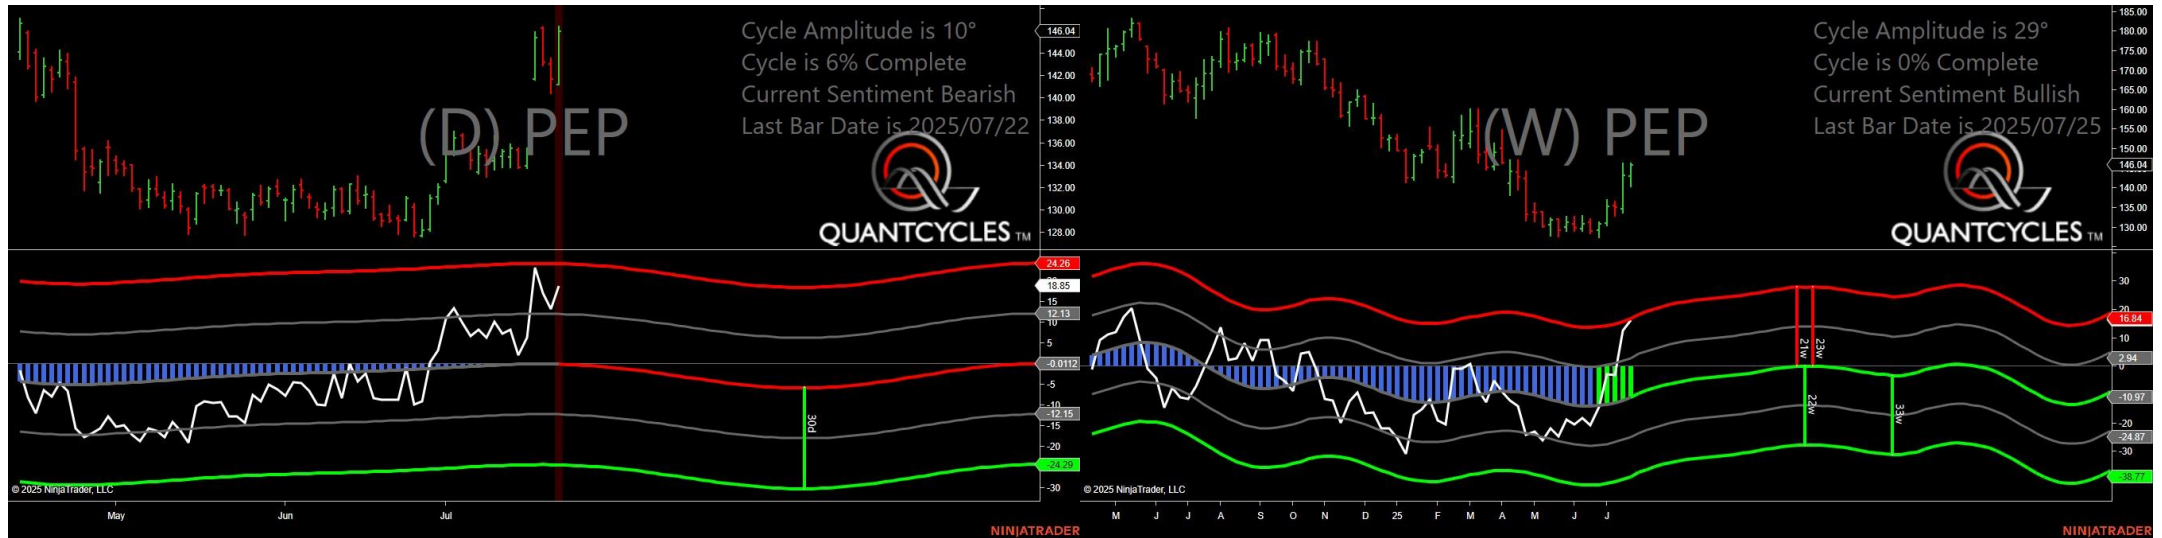 Cycle Amplitude is 10°
Cycle is 6% Complete
Current Sentiment Bearish
Last Bar Date is 2025/07/22
(D) PEP
QUANTCYCLES TM
146.04
144.00
142.00
140.00
138.00
136.00
134.00
132.00
130.00
128.00
24.26
18.85
15
12.13
10
5
-0.0112
-5
-10
-12.15
-15
-20
-24.29
-30
30d
© 2025 NinjaTrader, LLC
May Jun Jul
NINJATRADER
Cycle Amplitude is 29°
Cycle is 0% Complete
Current Sentiment Bullish
Last Bar Date is 2025/07/25
(W) PEP
QUANTCYCLES TM
185.00
180.00
175.00
170.00
165.00
160.00
155.00
150.00
146.04
140.00
135.00
130.00
30
20
16.84
10
2.94
0
-10.97
-20
-24.87
-30
-38.77
21w 23w
22w
33w
© 2025 NinjaTrader, LLC
M J J A S O N D 25 F M A M J J
NINJATRADER